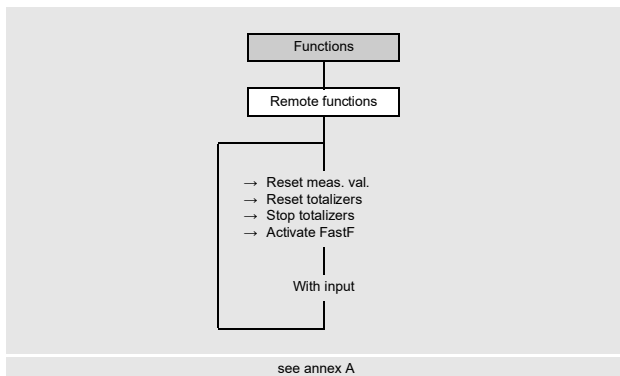 Functions
Remote functions
→ Reset meas. val.
→ Reset totalizers
→ Stop totalizers
→ Activate FastF
With input
see annex A